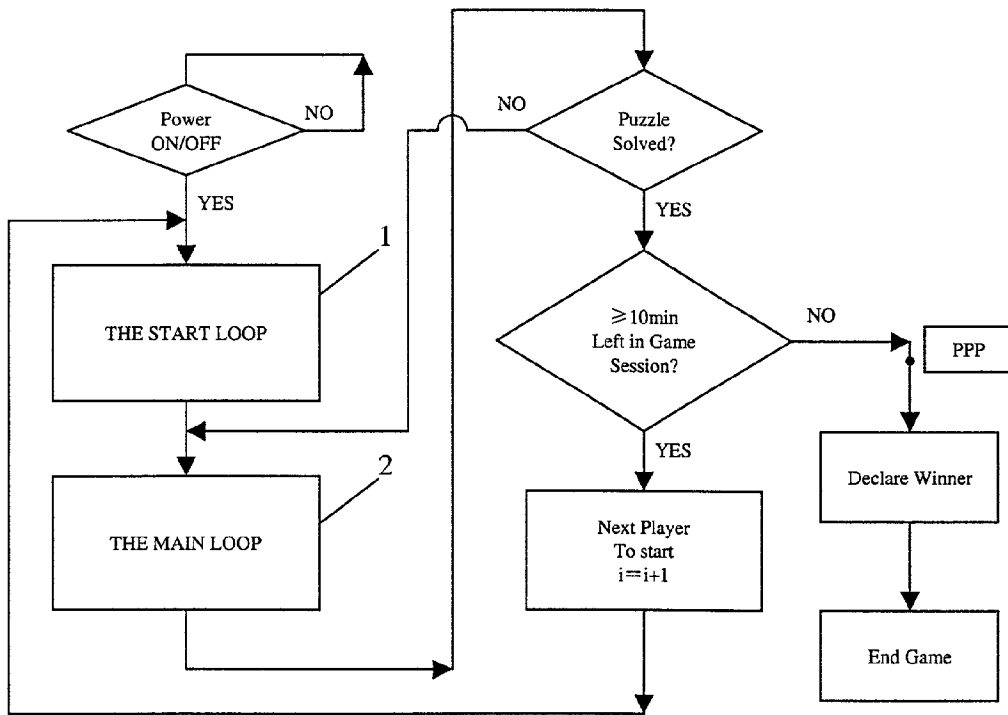 Power
ON/OFF
NO
YES
1
THE START LOOP
2
THE MAIN LOOP
NO
Puzzle
Solved?
YES
≥10min
Left in Game
Session?
NO
PPP
YES
Next Player
To start
i=i+1
Declare Winner
End Game